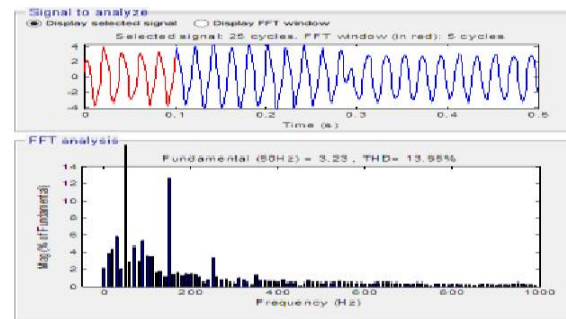 Signal to analyze
Display selected signal Display FFT window
Selected signal: 25 cycles. FFT window (in red): 5 cycles
4
2
0
-2
-4
0 0.1 0.2 0.3 0.4 0.5
Time (s)
FFT analysis
Fundamental (50Hz) = 3.23 , THD=
14
12
10
8
6
4
2
0
Mag (% of Fundamental)
0 200 400 600 800 1000
Frequency (Hz)